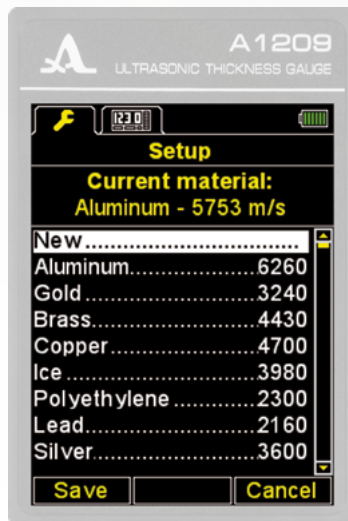 A1209
ULTRASONIC THICKNESS GAUGE
123.0
Setup
Current material:
Aluminum - 5753 m/s
New..................................
Aluminum....................6260
Gold...........................3240
Brass..........................4430
Copper.......................4700
Ice..............................3980
Polyethylene..............2300
Lead...........................2160
Silver..........................3600
Save Cancel